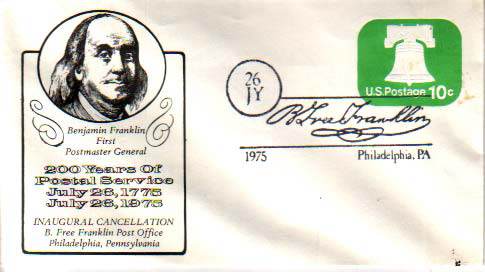 Benjamin Franklin
First
Postmaster General
200 Years Of
Postal Service
July 26, 1775
July 26, 1975
INAUGURAL CANCELLATION
B. Free Franklin Post Office
Philadelphia, Pennsylvania
26
JY
B Free Franklin
1975 Philadelphia, PA
U.S. Postage 10c